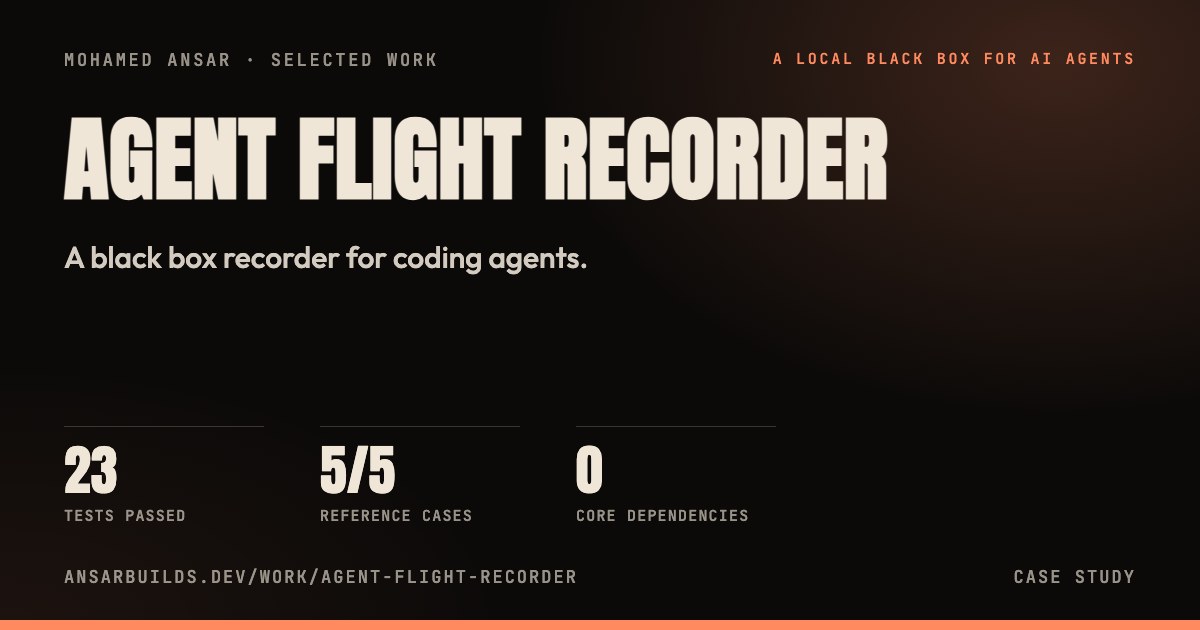 MOHAMED ANSAR · SELECTED WORK
A LOCAL BLACK BOX FOR AI AGENTS
AGENT FLIGHT RECORDER
A black box recorder for coding agents.
23
TESTS PASSED
5/5
REFERENCE CASES
0
CORE DEPENDENCIES
ANSARBUILDS.DEV/WORK/AGENT-FLIGHT-RECORDER
CASE STUDY